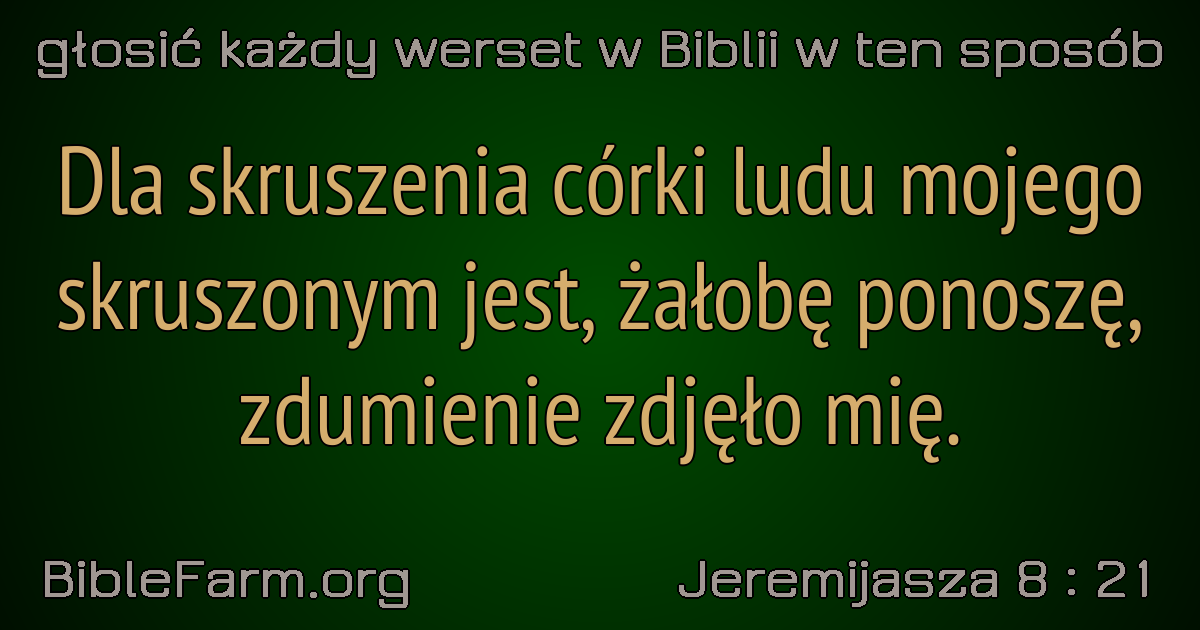 głosić każdy werset w Biblii w ten sposób
Dla skruszenia córki ludu mojego
skruszonym jest, żałobę ponoszę,
zdumienie zdjęło mię.
BibleFarm.org
Jeremijasza 8 : 21